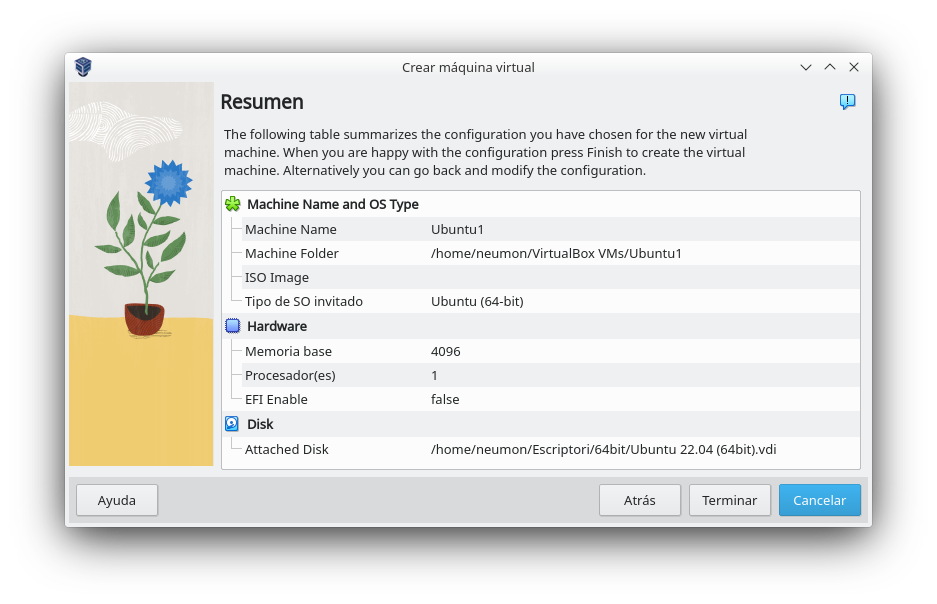 Crear máquina virtual
Resumen
The following table summarizes the configuration you have chosen for the new virtual
machine. When you are happy with the configuration press Finish to create the virtual
machine. Alternatively you can go back and modify the configuration.
Machine Name and OS Type
Machine Name Ubuntu1
Machine Folder /home/neumon/VirtualBox VMs/Ubuntu1
ISO Image
Tipo de SO invitado Ubuntu (64-bit)
Hardware
Memoria base 4096
Procesador(es) 1
EFI Enable false
Disk
Attached Disk /home/neumon/Escriptori/64bit/Ubuntu 22.04 (64bit).vdi
Ayuda Atrás Terminar Cancelar